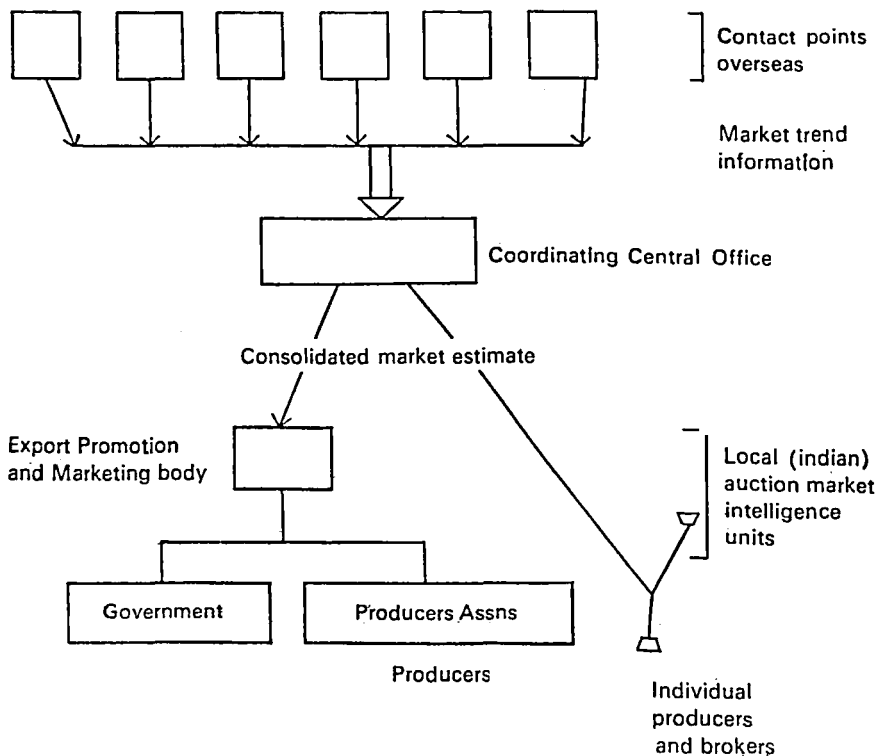 Contact points
overseas
Market trend
information
Coordinating Central Office
Consolidated market estimate
Export Promotion
and Marketing body
Local (indian)
auction market
intelligence
units
Government
Producers Assns
Producers
Individual
producers
and brokers